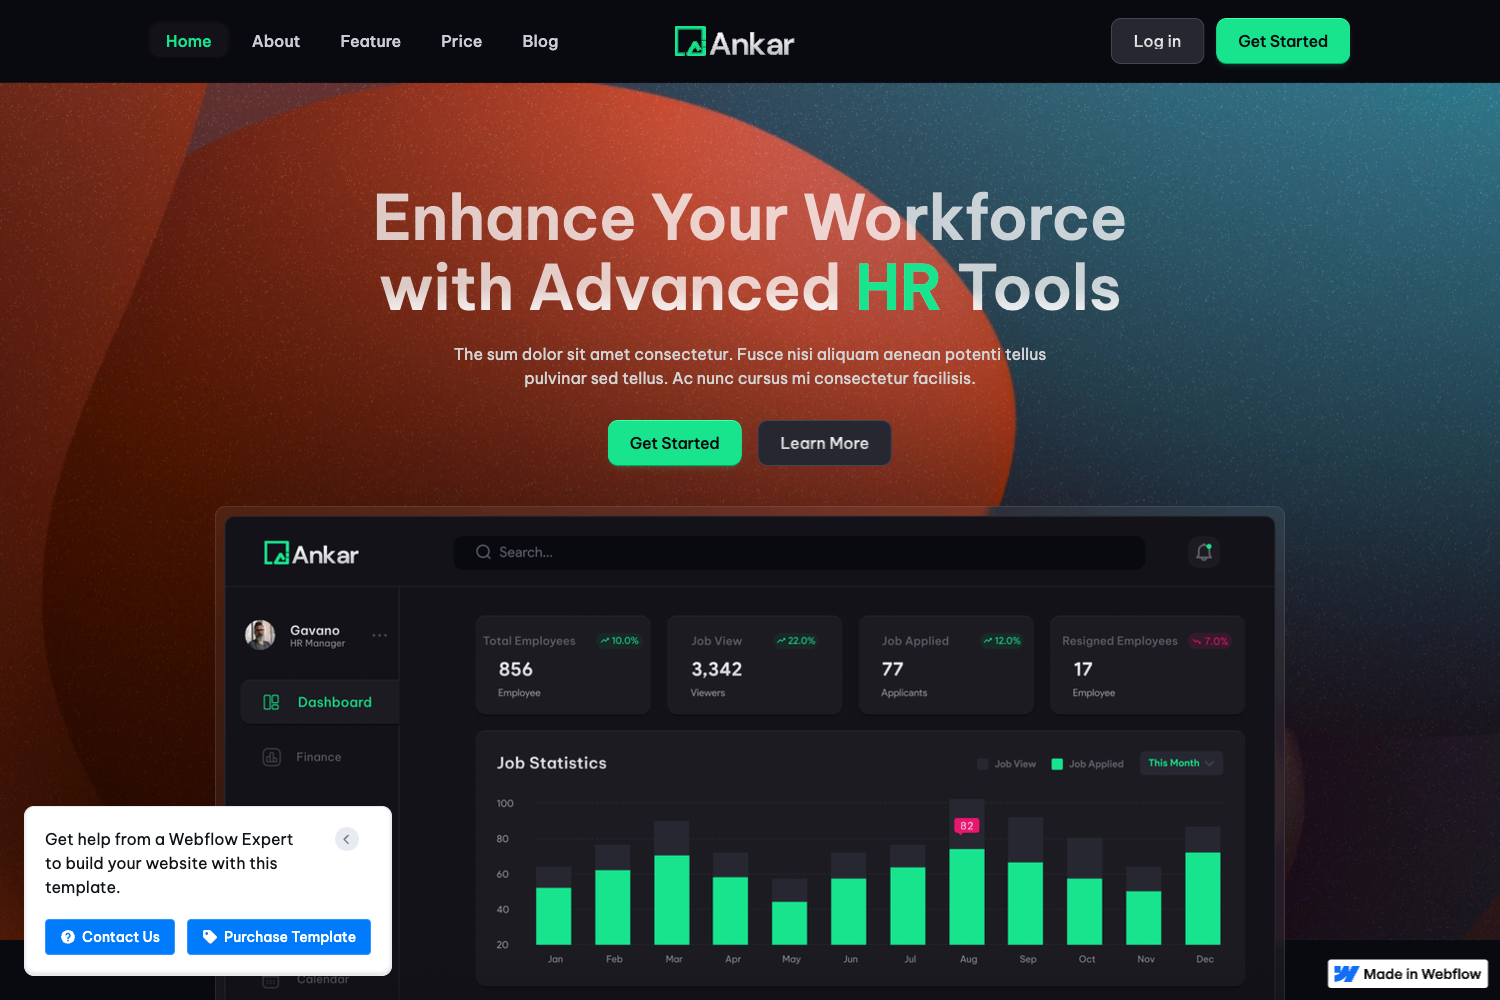 Home
About
Feature
Price
Blog
Ankar
Log in
Get Started
Enhance Your Workforce
with Advanced HR Tools
The sum dolor sit amet consectetur. Fusce nisi aliquam aenean potenti tellus
pulvinar sed tellus. Ac nunc cursus mi consectetur facilisis.
Get Started
Learn More
Ankar
Search...
Gavano
HR Manager
Dashboard
Finance
Calendar
Total Employees
10.0%
856
Employee
Job View
22.0%
3,342
Viewers
Job Applied
12.0%
77
Applicants
Resigned Employees
7.0%
17
Employee
Job Statistics
Job View
Job Applied
This Month
100
80
60
40
20
82
Jan
Feb
Mar
Apr
May
Jun
Jul
Aug
Sep
Oct
Nov
Dec
Get help from a Webflow Expert
to build your website with this
template.
Contact Us
Purchase Template
Made in Webflow